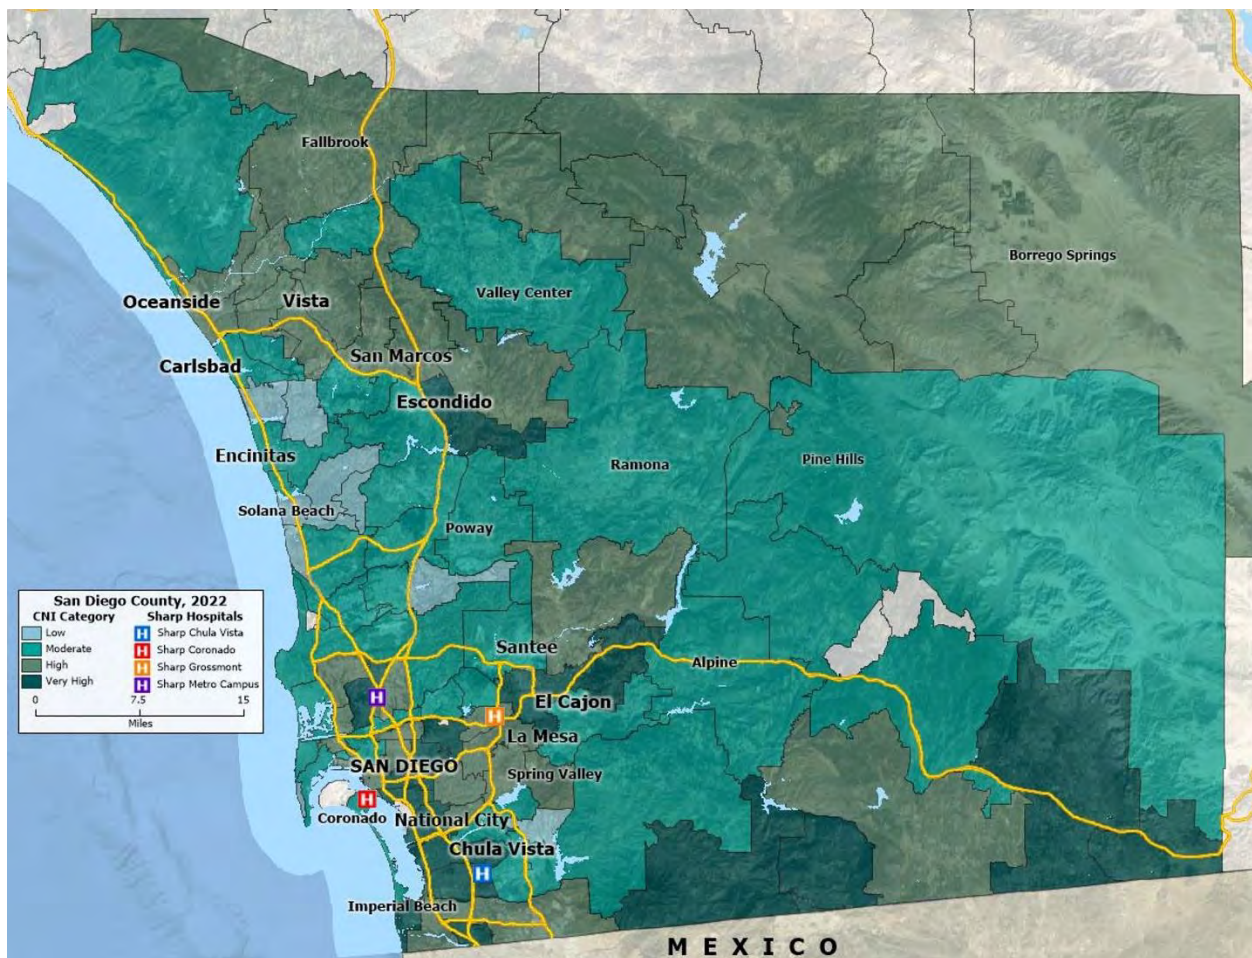 Fallbrook
Borrego Springs
Valley Center
Oceanside
Vista
San Marcos
Carlsbad
Escondido
Encinitas
Ramona
Pine Hills
Solana Beach
Poway
San Diego County, 2022
CNI Category
Low
Moderate
High
Very High
Sharp Hospitals
H Sharp Chula Vista
H Sharp Coronado
H Sharp Grossmont
H Sharp Metro Campus
0 7.5 15
Miles
Santee
Alpine
H
El Cajon
H
La Mesa
SAN DIEGO
Spring Valley
H
Coronado
National City
Chula Vista
H
Imperial Beach
MEXICO